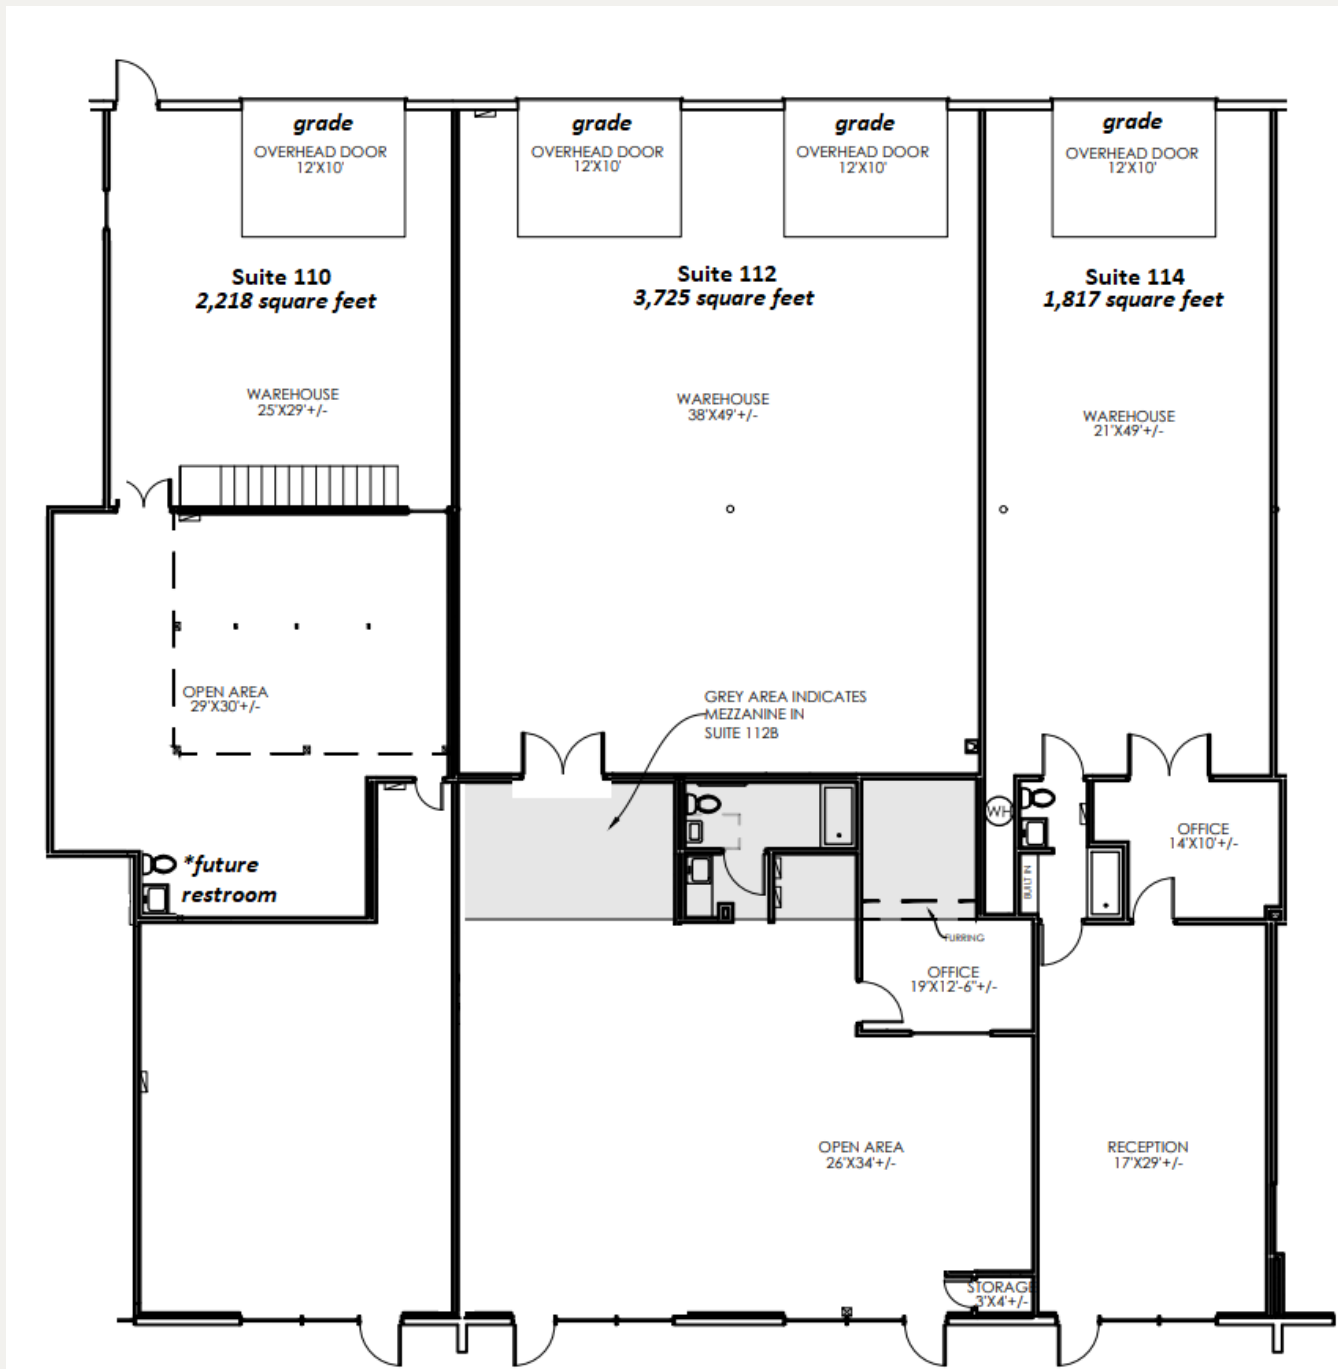 grade
OVERHEAD DOOR
12'X10'
grade
OVERHEAD DOOR
12'X10'
grade
OVERHEAD DOOR
12'X10'
grade
OVERHEAD DOOR
12'X10'
Suite 110
2,218 square feet
Suite 112
3,725 square feet
Suite 114
1,817 square feet
WAREHOUSE
25'X29'+/-
WAREHOUSE
38'X49'+/-
WAREHOUSE
21'X49'+/-
OPEN AREA
29'X30'+/-
GREY AREA INDICATES
MEZZANINE IN
SUITE 112B
WH
OFFICE
14'X10'+/-
*future
restroom
BUILT IN
FURRING
OFFICE
19'X12'-6"+/-
OPEN AREA
26'X34'+/-
RECEPTION
17'X29'+/-
STORAGE
3'X4'+/-